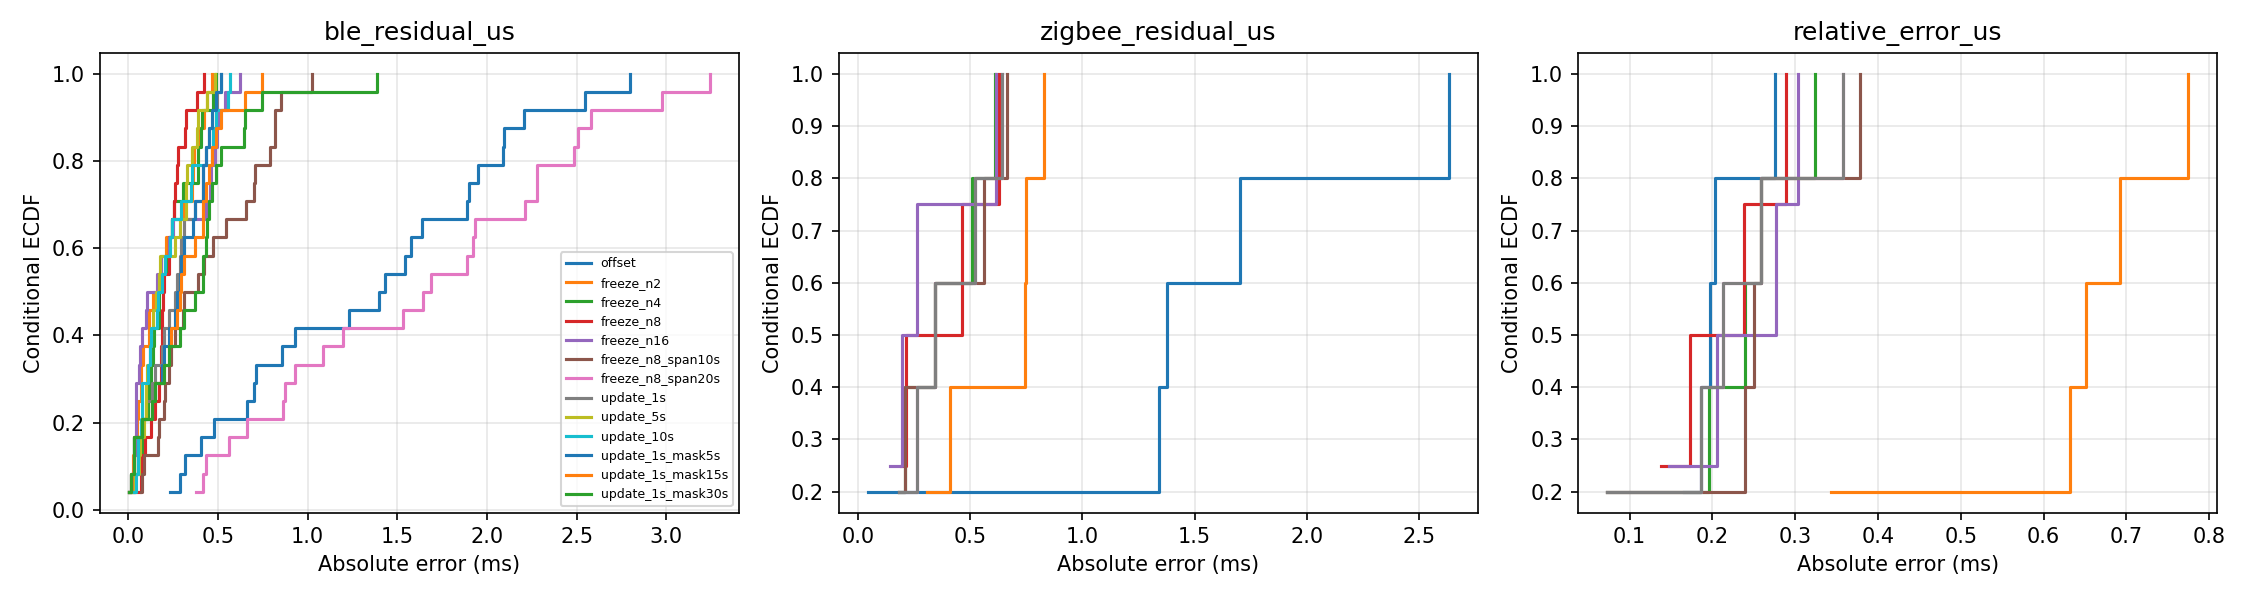 ble_residual_us
Conditional ECDF
1.0
0.8
0.6
0.4
0.2
0.0
0.0 0.5 1.0 1.5 2.0 2.5 3.0
Absolute error (ms)
offset
freeze_n2
freeze_n4
freeze_n8
freeze_n16
freeze_n8_span10s
freeze_n8_span20s
update_1s
update_5s
update_10s
update_1s_mask5s
update_1s_mask15s
update_1s_mask30s
zigbee_residual_us
Conditional ECDF
1.0
0.9
0.8
0.7
0.6
0.5
0.4
0.3
0.2
0.0 0.5 1.0 1.5 2.0 2.5
Absolute error (ms)
relative_error_us
Conditional ECDF
1.0
0.9
0.8
0.7
0.6
0.5
0.4
0.3
0.2
0.1 0.2 0.3 0.4 0.5 0.6 0.7 0.8
Absolute error (ms)